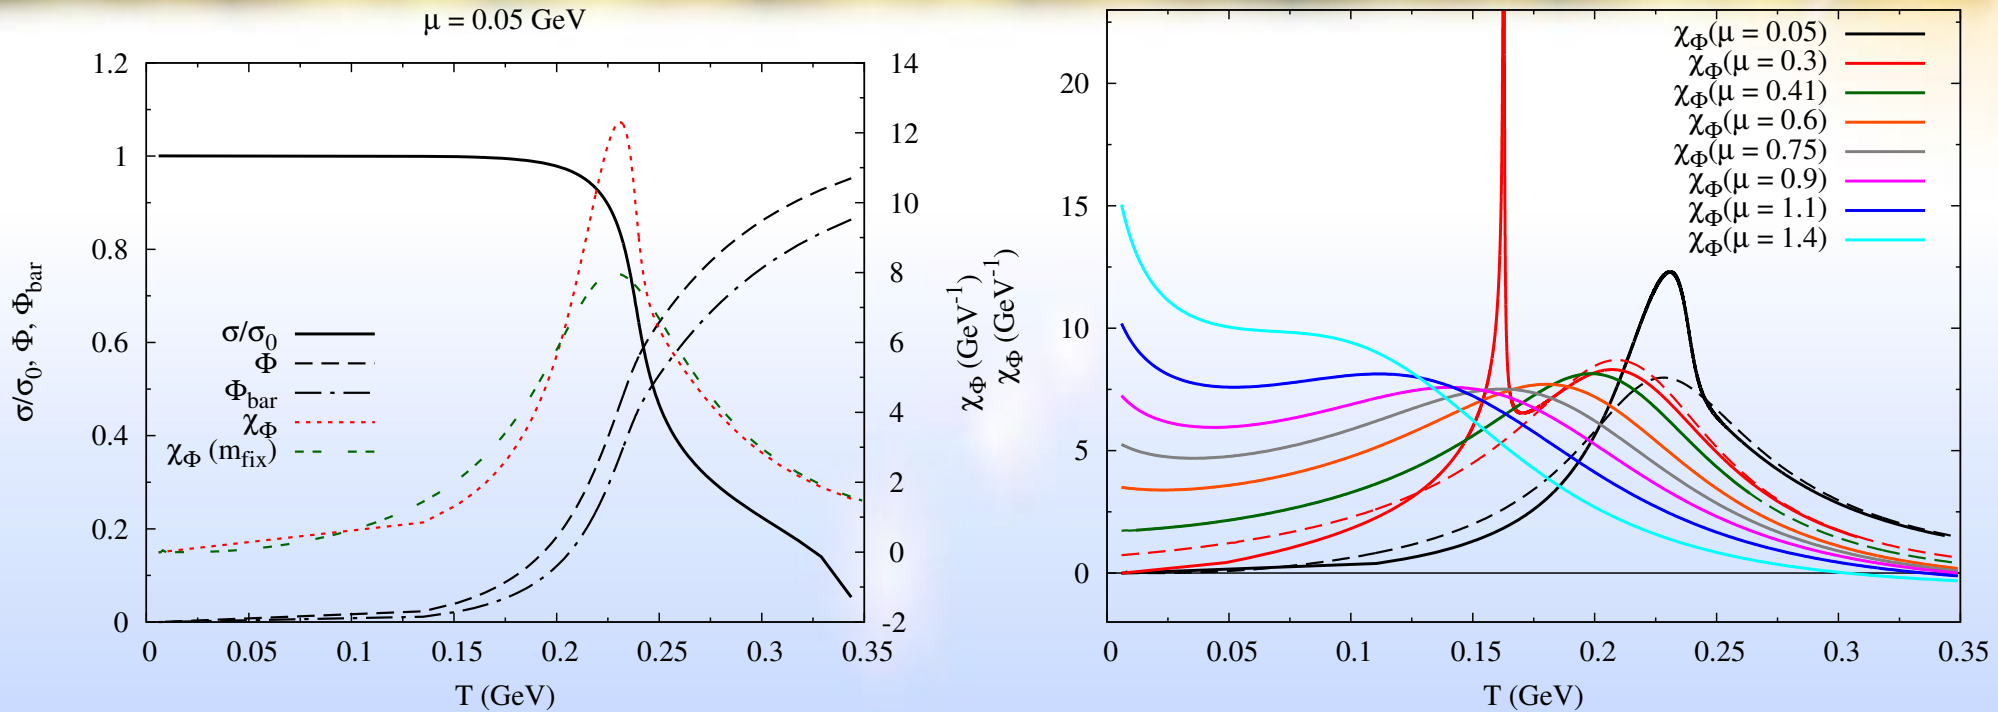 μ = 0.05 GeV
1.2
1
0.8
0.6
0.4
0.2
0
σ/σ0, Φ, Φbar
σ/σ0
Φ
Φbar
χΦ
χΦ (mfix)
14
12
10
8
6
4
2
0
-2
χΦ (GeV-1)
0 0.05 0.1 0.15 0.2 0.25 0.3 0.35
T (GeV)
χΦ (GeV-1)
20
15
10
5
0
χΦ(μ = 0.05)
χΦ(μ = 0.3)
χΦ(μ = 0.41)
χΦ(μ = 0.6)
χΦ(μ = 0.75)
χΦ(μ = 0.9)
χΦ(μ = 1.1)
χΦ(μ = 1.4)
0 0.05 0.1 0.15 0.2 0.25 0.3 0.35
T (GeV)